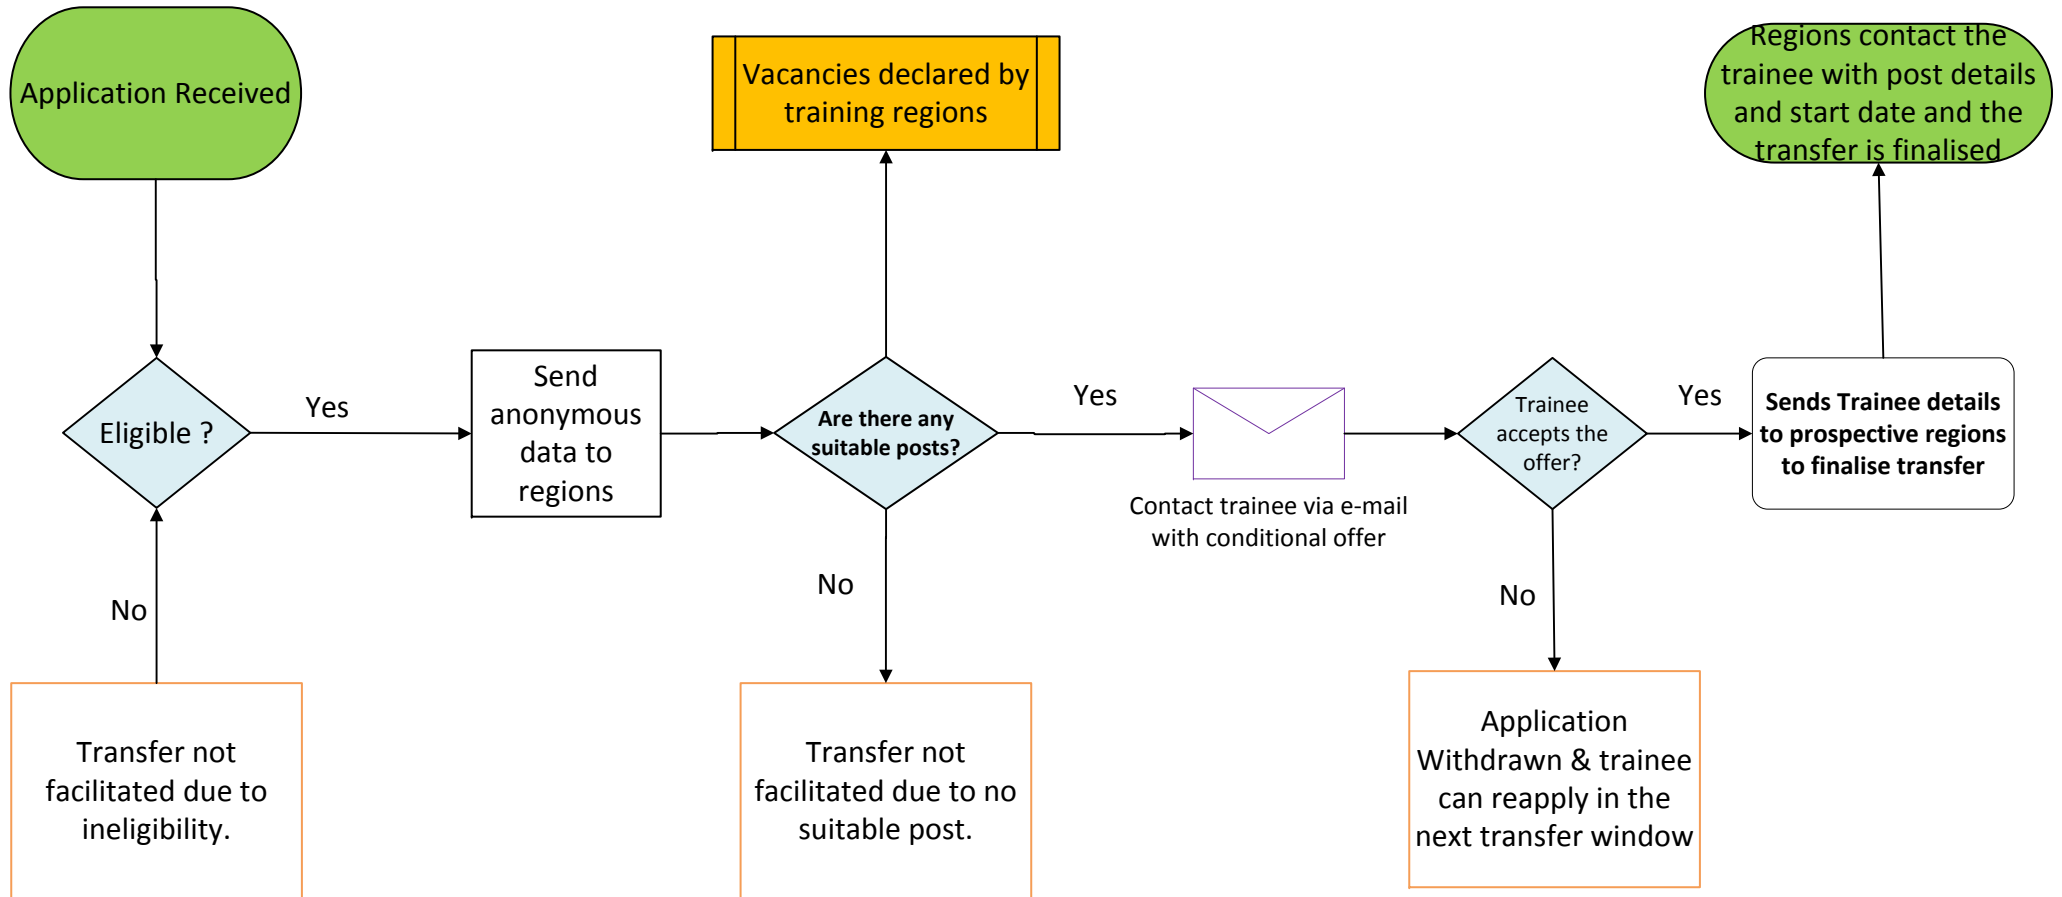 Application Received
Vacancies declared by
training regions
Regions contact the
trainee with post details
and start date and the
transfer is finalised
Eligible ?
Yes
Send
anonymous
data to
regions
Are there any
suitable posts?
Yes
Contact trainee via e-mail
with conditional offer
Trainee
accepts the
offer?
Yes
Sends Trainee details
to prospective regions
to finalise transfer
No
No
No
Transfer not
facilitated due to
ineligibility.
Transfer not
facilitated due to no
suitable post.
Application
Withdrawn & trainee
can reapply in the
next transfer window